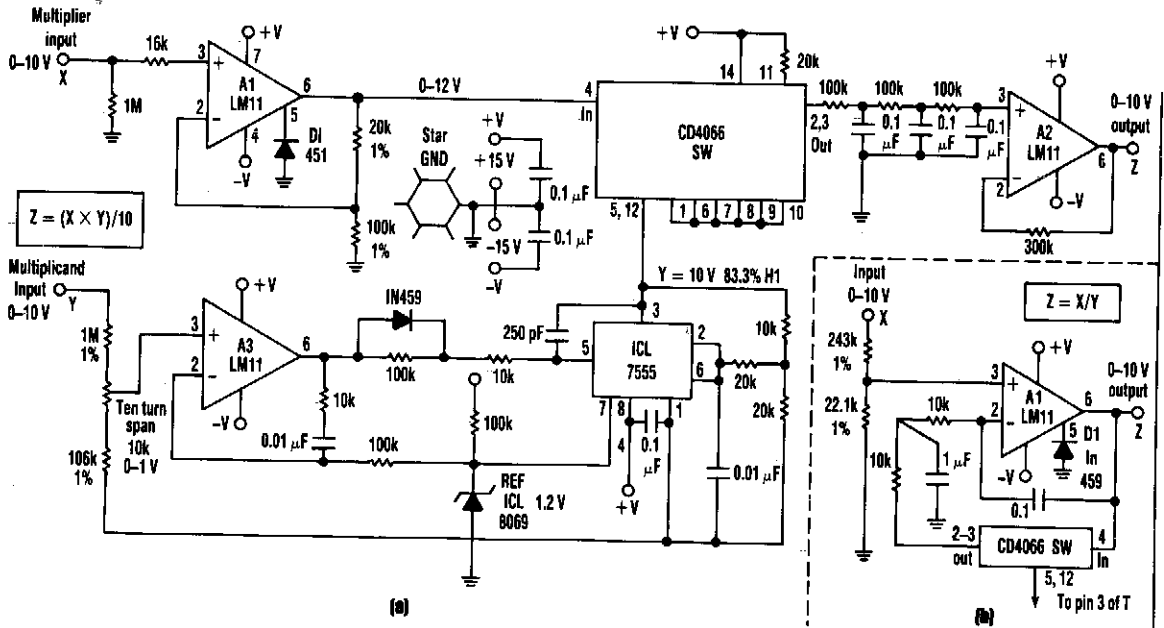 Multiplier
input
0–10 V
X
16k
1M
3
+
2
–
A1
LM11
+V
7
6
5
4
–V
DI
451
0–12 V
20k
1%
100k
1%
Star
GND
+V
+15 V
–15 V
–V
0.1 µF
0.1 µF
+V
14
11
20k
4
In
CD4066
SW
2,3
Out
5, 12
1
6
7
8
9
10
100k
100k
100k
0.1
µF
0.1
µF
0.1
µF
3
+
2
–
A2
LM11
+V
6
–V
300k
0–10 V
output
Z
Z = (X × Y)/10
Multiplicand
Input
0–10 V
Y
1M
1%
Ten turn
span
10k
0–1 V
106k
1%
3
+
2
–
A3
LM11
+V
6
–V
IN459
100k
10k
10k
0.01 µF
100k
100k
250 pF
Y = 10 V 83.3% H1
3
5
ICL
7555
2
6
7
8
1
4
0.1
µF
+V
20k
10k
20k
0.01 µF
REF
ICL
8069
1.2 V
(a)
Input
0–10 V
X
Z = X/Y
243k
1%
22.1k
1%
3
+
2
–
A1
LM11
+V
6
5
–V
D1
In
459
0–10 V
output
Z
10k
10k
1
µF
0.1
2–3
out
CD4066 SW
4
In
5, 12
To pin 3 of T
(b)